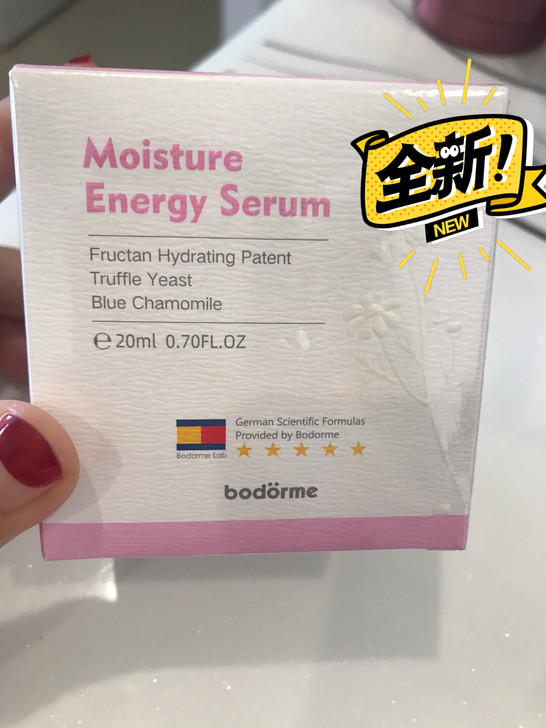 全新!
NEW
Moisture
Energy Serum
Fructan Hydrating Patent
Truffle Yeast
Blue Chamomile
℮20ml 0.70FL.OZ
German Scientific Formulas
Provided by Bodorme
Bodorme Lab
bodörme